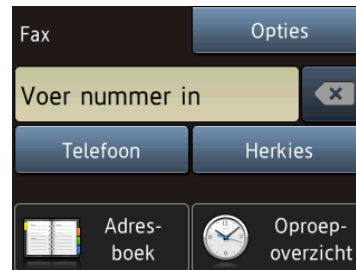 Fax
Opties
Voer nummer in
Telefoon
Herkies
Adres-
boek
Oproep-
overzicht